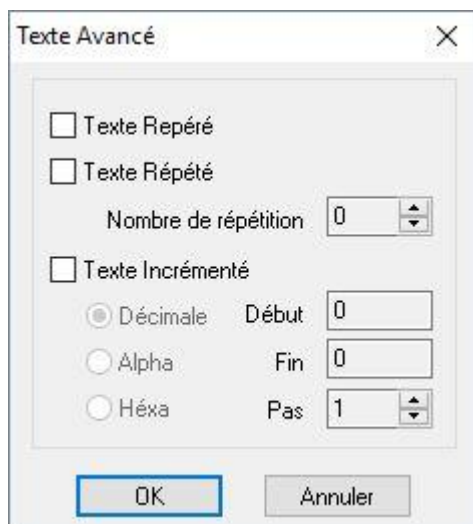 Texte Avancé
Texte Repéré
Texte Répété
Nombre de répétition 0
Texte Incrémenté
Décimale Début 0
Alpha Fin 0
Héxa Pas 1
OK Annuler